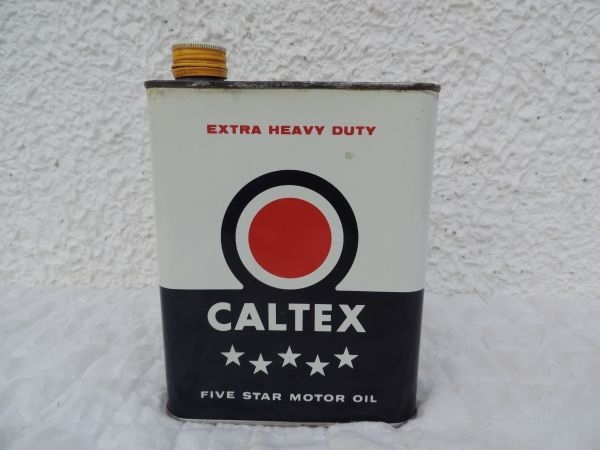 EXTRA HEAVY DUTY
CALTEX
FIVE STAR MOTOR OIL